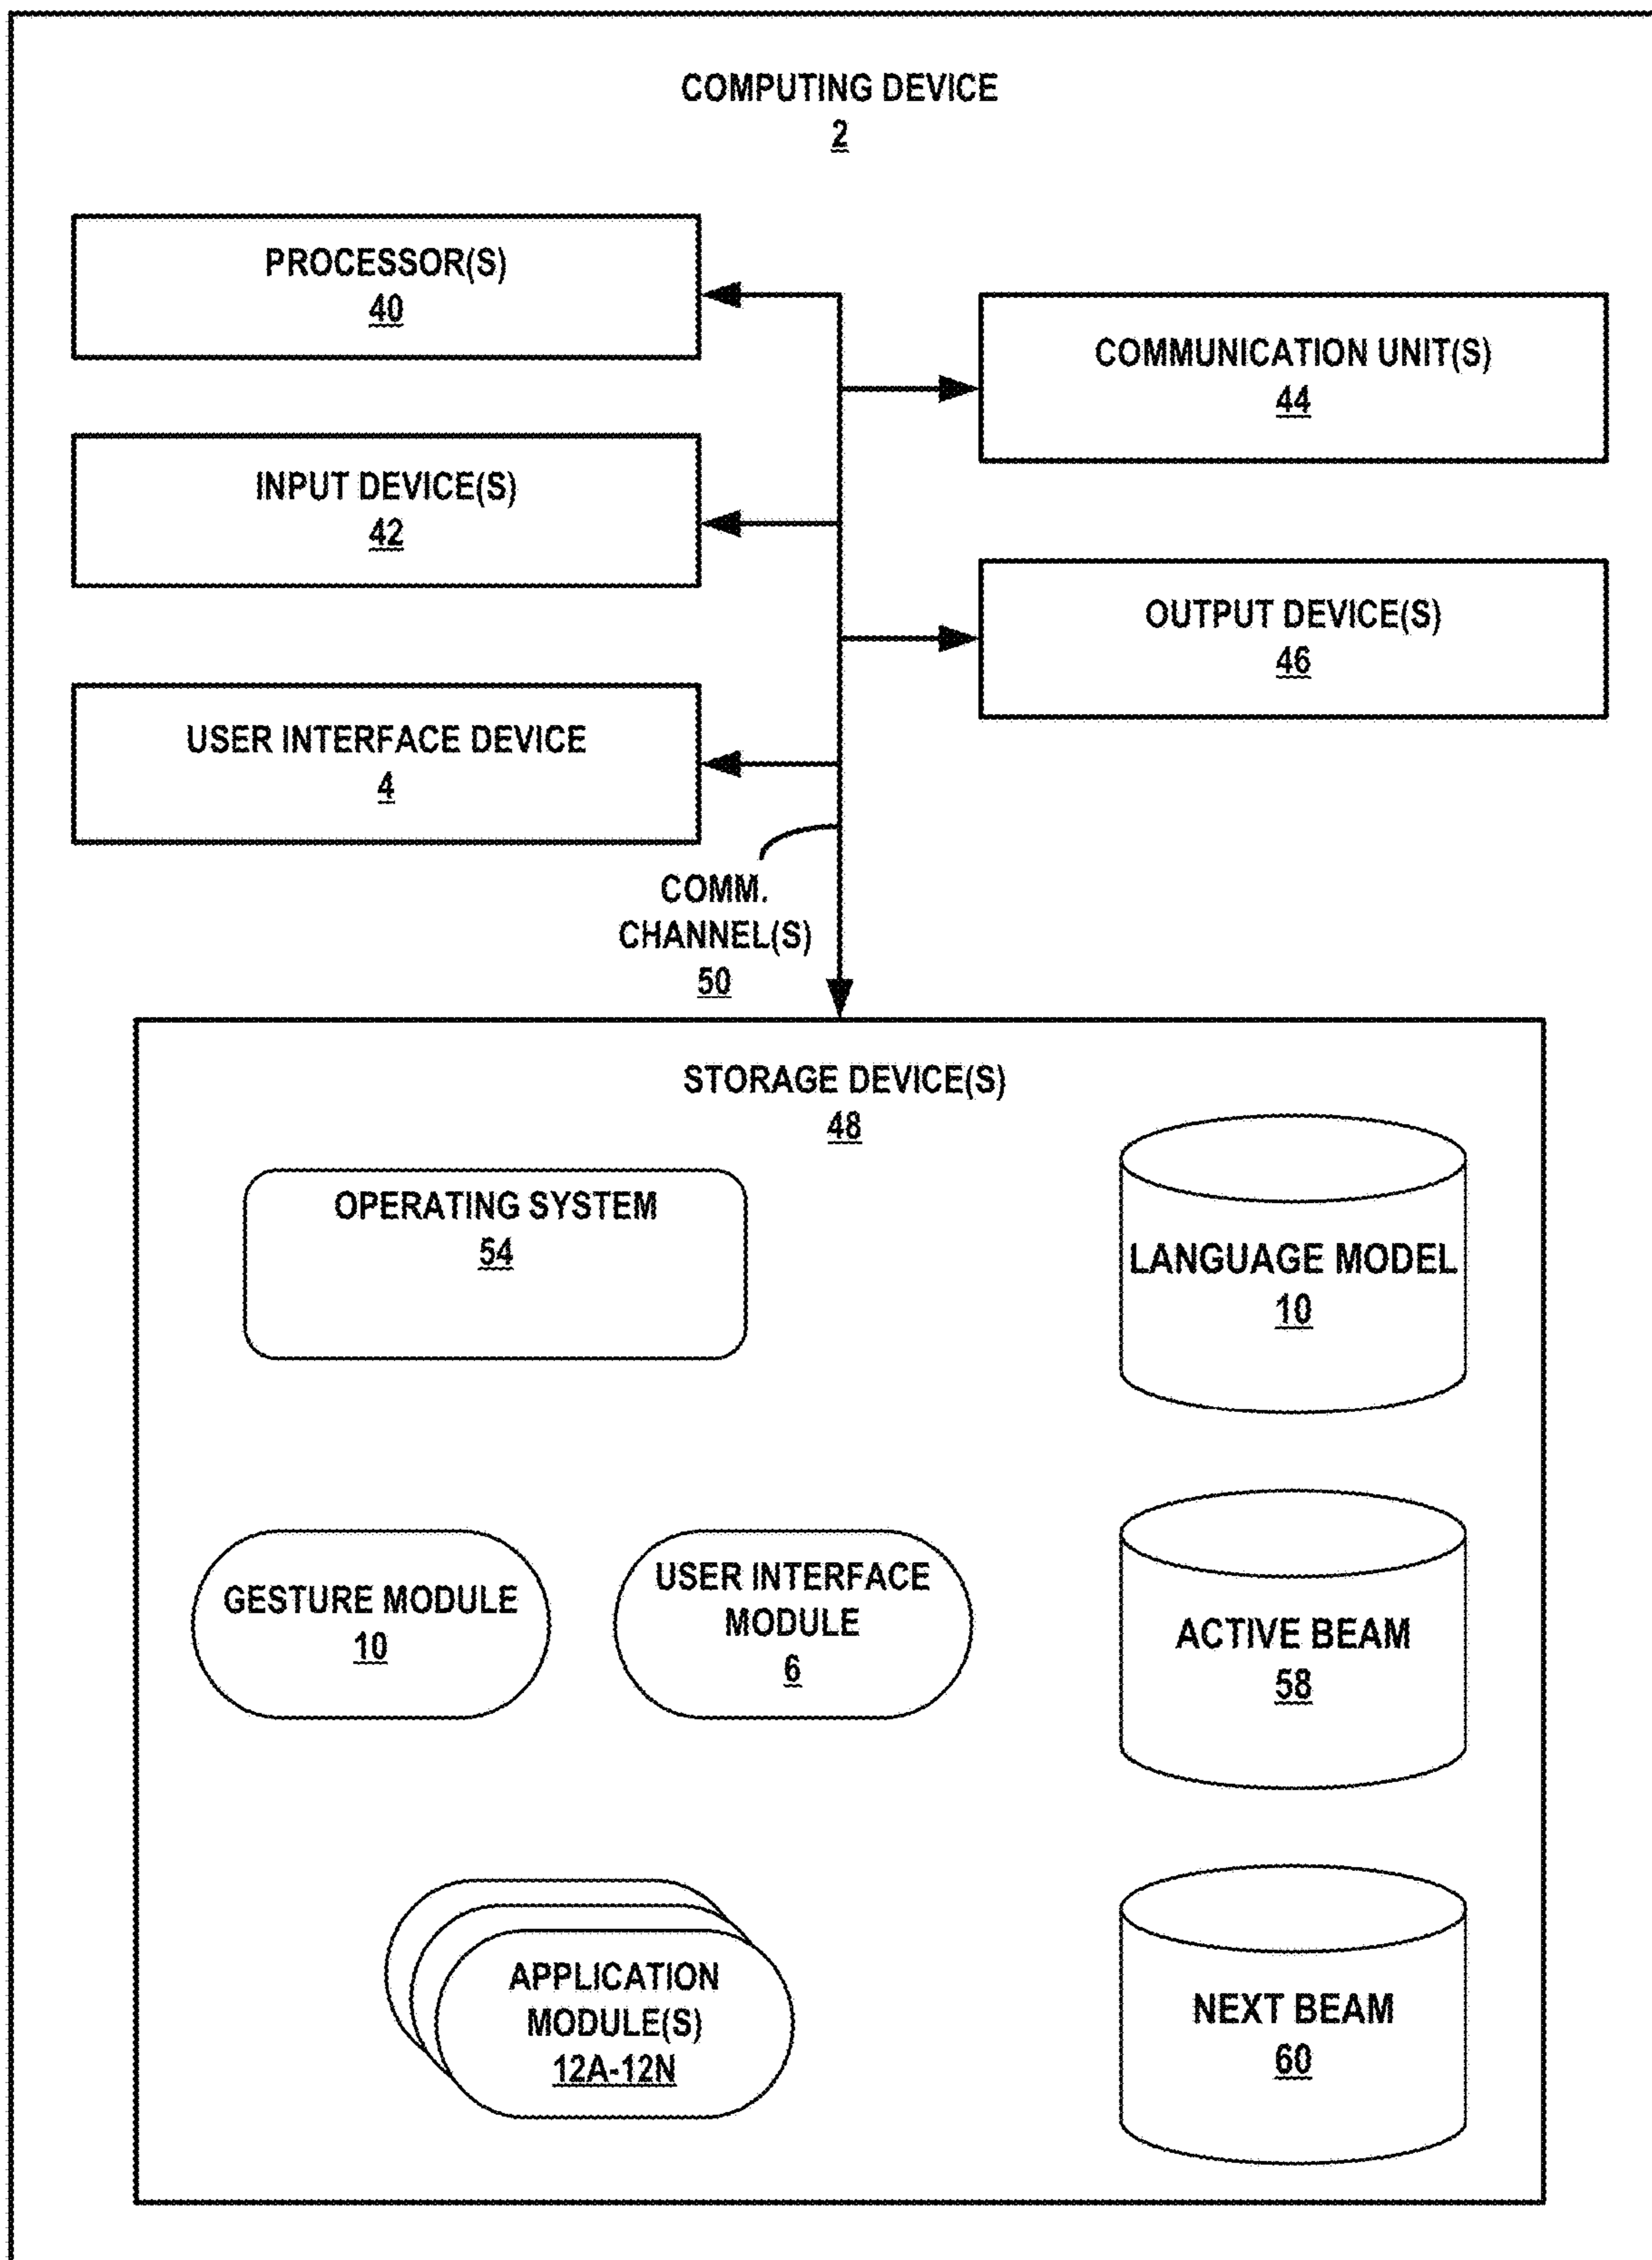 COMPUTING DEVICE
2
PROCESSOR(S)
40
COMMUNICATION UNIT(S)
44
INPUT DEVICE(S)
42
OUTPUT DEVICE(S)
46
USER INTERFACE DEVICE
4
COMM.
CHANNEL(S)
50
STORAGE DEVICE(S)
48
OPERATING SYSTEM
54
LANGUAGE MODEL
10
GESTURE MODULE
10
USER INTERFACE
MODULE
6
ACTIVE BEAM
58
APPLICATION
MODULE(S)
12A-12N
NEXT BEAM
60